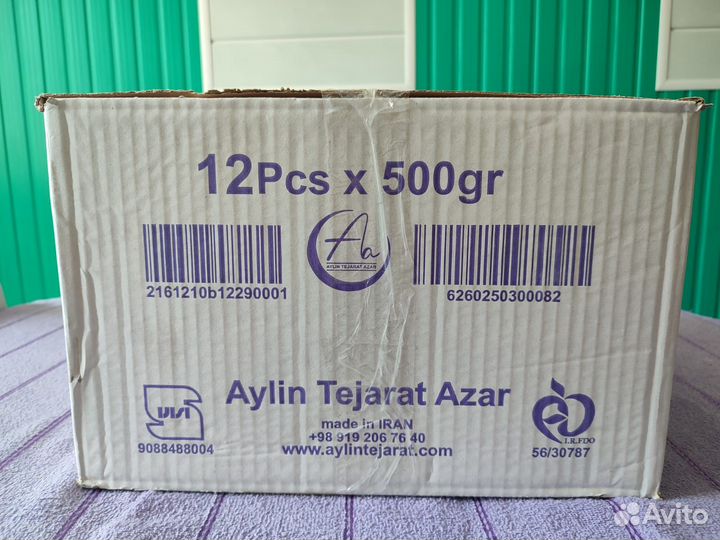 12Pcs x 500gr
Aa
AYLIN TEJARAT AZAR
2161210b12290001
6260250300082
Aylin Tejarat Azar
made in IRAN
+98 919 206 76 40
www.aylintejarat.com
9088488004
I.R.FDO
56/30787
Avito